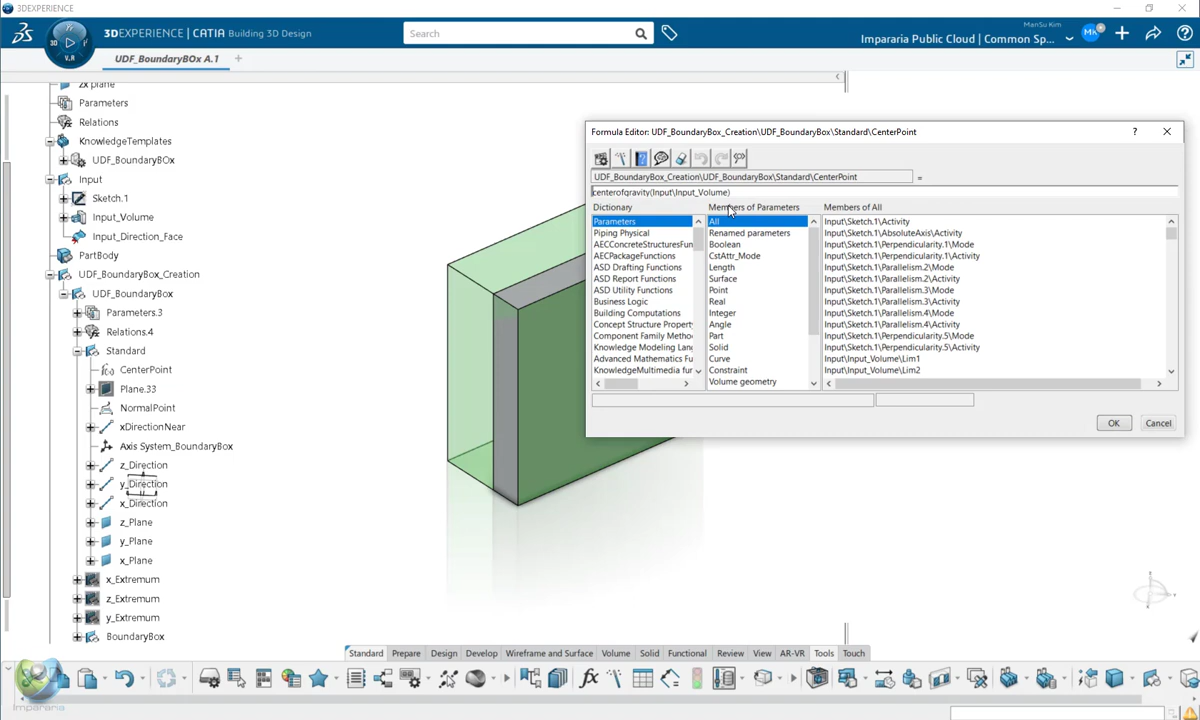 3DEXPERIENCE
3DEXPERIENCE | CATIA Building 3D Design
Search
ManSu Kim
Impararia Public Cloud | Common Sp...
MK
3D
V.R
UDF_BoundaryBOx A.1
zx plane
Parameters
Relations
KnowledgeTemplates
UDF_BoundaryBOx
Input
Sketch.1
Input_Volume
Input_Direction_Face
PartBody
UDF_BoundaryBOx_Creation
UDF_BoundaryBox
Parameters.3
Relations.4
Standard
CenterPoint
Plane.33
NormalPoint
xDirectionNear
Axis System_BoundaryBox
z_Direction
y_Direction
x_Direction
z_Plane
y_Plane
x_Plane
x_Extremum
z_Extremum
y_Extremum
BoundaryBox
Formula Editor: UDF_BoundaryBox_Creation\UDF_BoundaryBox\Standard\CenterPoint
UDF_BoundaryBox_Creation\UDF_BoundaryBox\Standard\CenterPoint =
centerofgravity(Input\Input_Volume)
Dictionary
Parameters
Piping Physical
AECConcreteStructuresFun
AECPackageFunctions
ASD Drafting Functions
ASD Report Functions
ASD Utility Functions
Business Logic
Building Computations
Concept Structure Property
Component Family Metho
Knowledge Modeling Lang
Advanced Mathematics Fu
KnowledgeMultimedia fur
Members of Parameters
All
Renamed parameters
Boolean
CstAttr_Mode
Length
Surface
Point
Real
Integer
Angle
Part
Solid
Curve
Constraint
Volume geometry
Members of All
Input\Sketch.1\Activity
Input\Sketch.1\AbsoluteAxis\Activity
Input\Sketch.1\Perpendicularity.1\Mode
Input\Sketch.1\Perpendicularity.1\Activity
Input\Sketch.1\Parallelism.2\Mode
Input\Sketch.1\Parallelism.2\Activity
Input\Sketch.1\Parallelism.3\Mode
Input\Sketch.1\Parallelism.3\Activity
Input\Sketch.1\Parallelism.4\Mode
Input\Sketch.1\Parallelism.4\Activity
Input\Sketch.1\Perpendicularity.5\Mode
Input\Sketch.1\Perpendicularity.5\Activity
Input\Input_Volume\Lim1
Input\Input_Volume\Lim2
OK Cancel
Standard Prepare Design Develop Wireframe and Surface Volume Solid Functional Review View AR-VR Tools Touch
Impararia